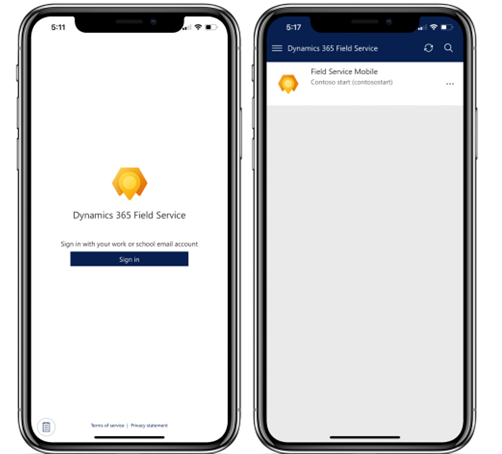 5:11
Dynamics 365 Field Service
Sign in with your work or school email account
Sign in
Terms of service | Privacy statement
5:17
Dynamics 365 Field Service
Field Service Mobile
Contoso start (contosostart)